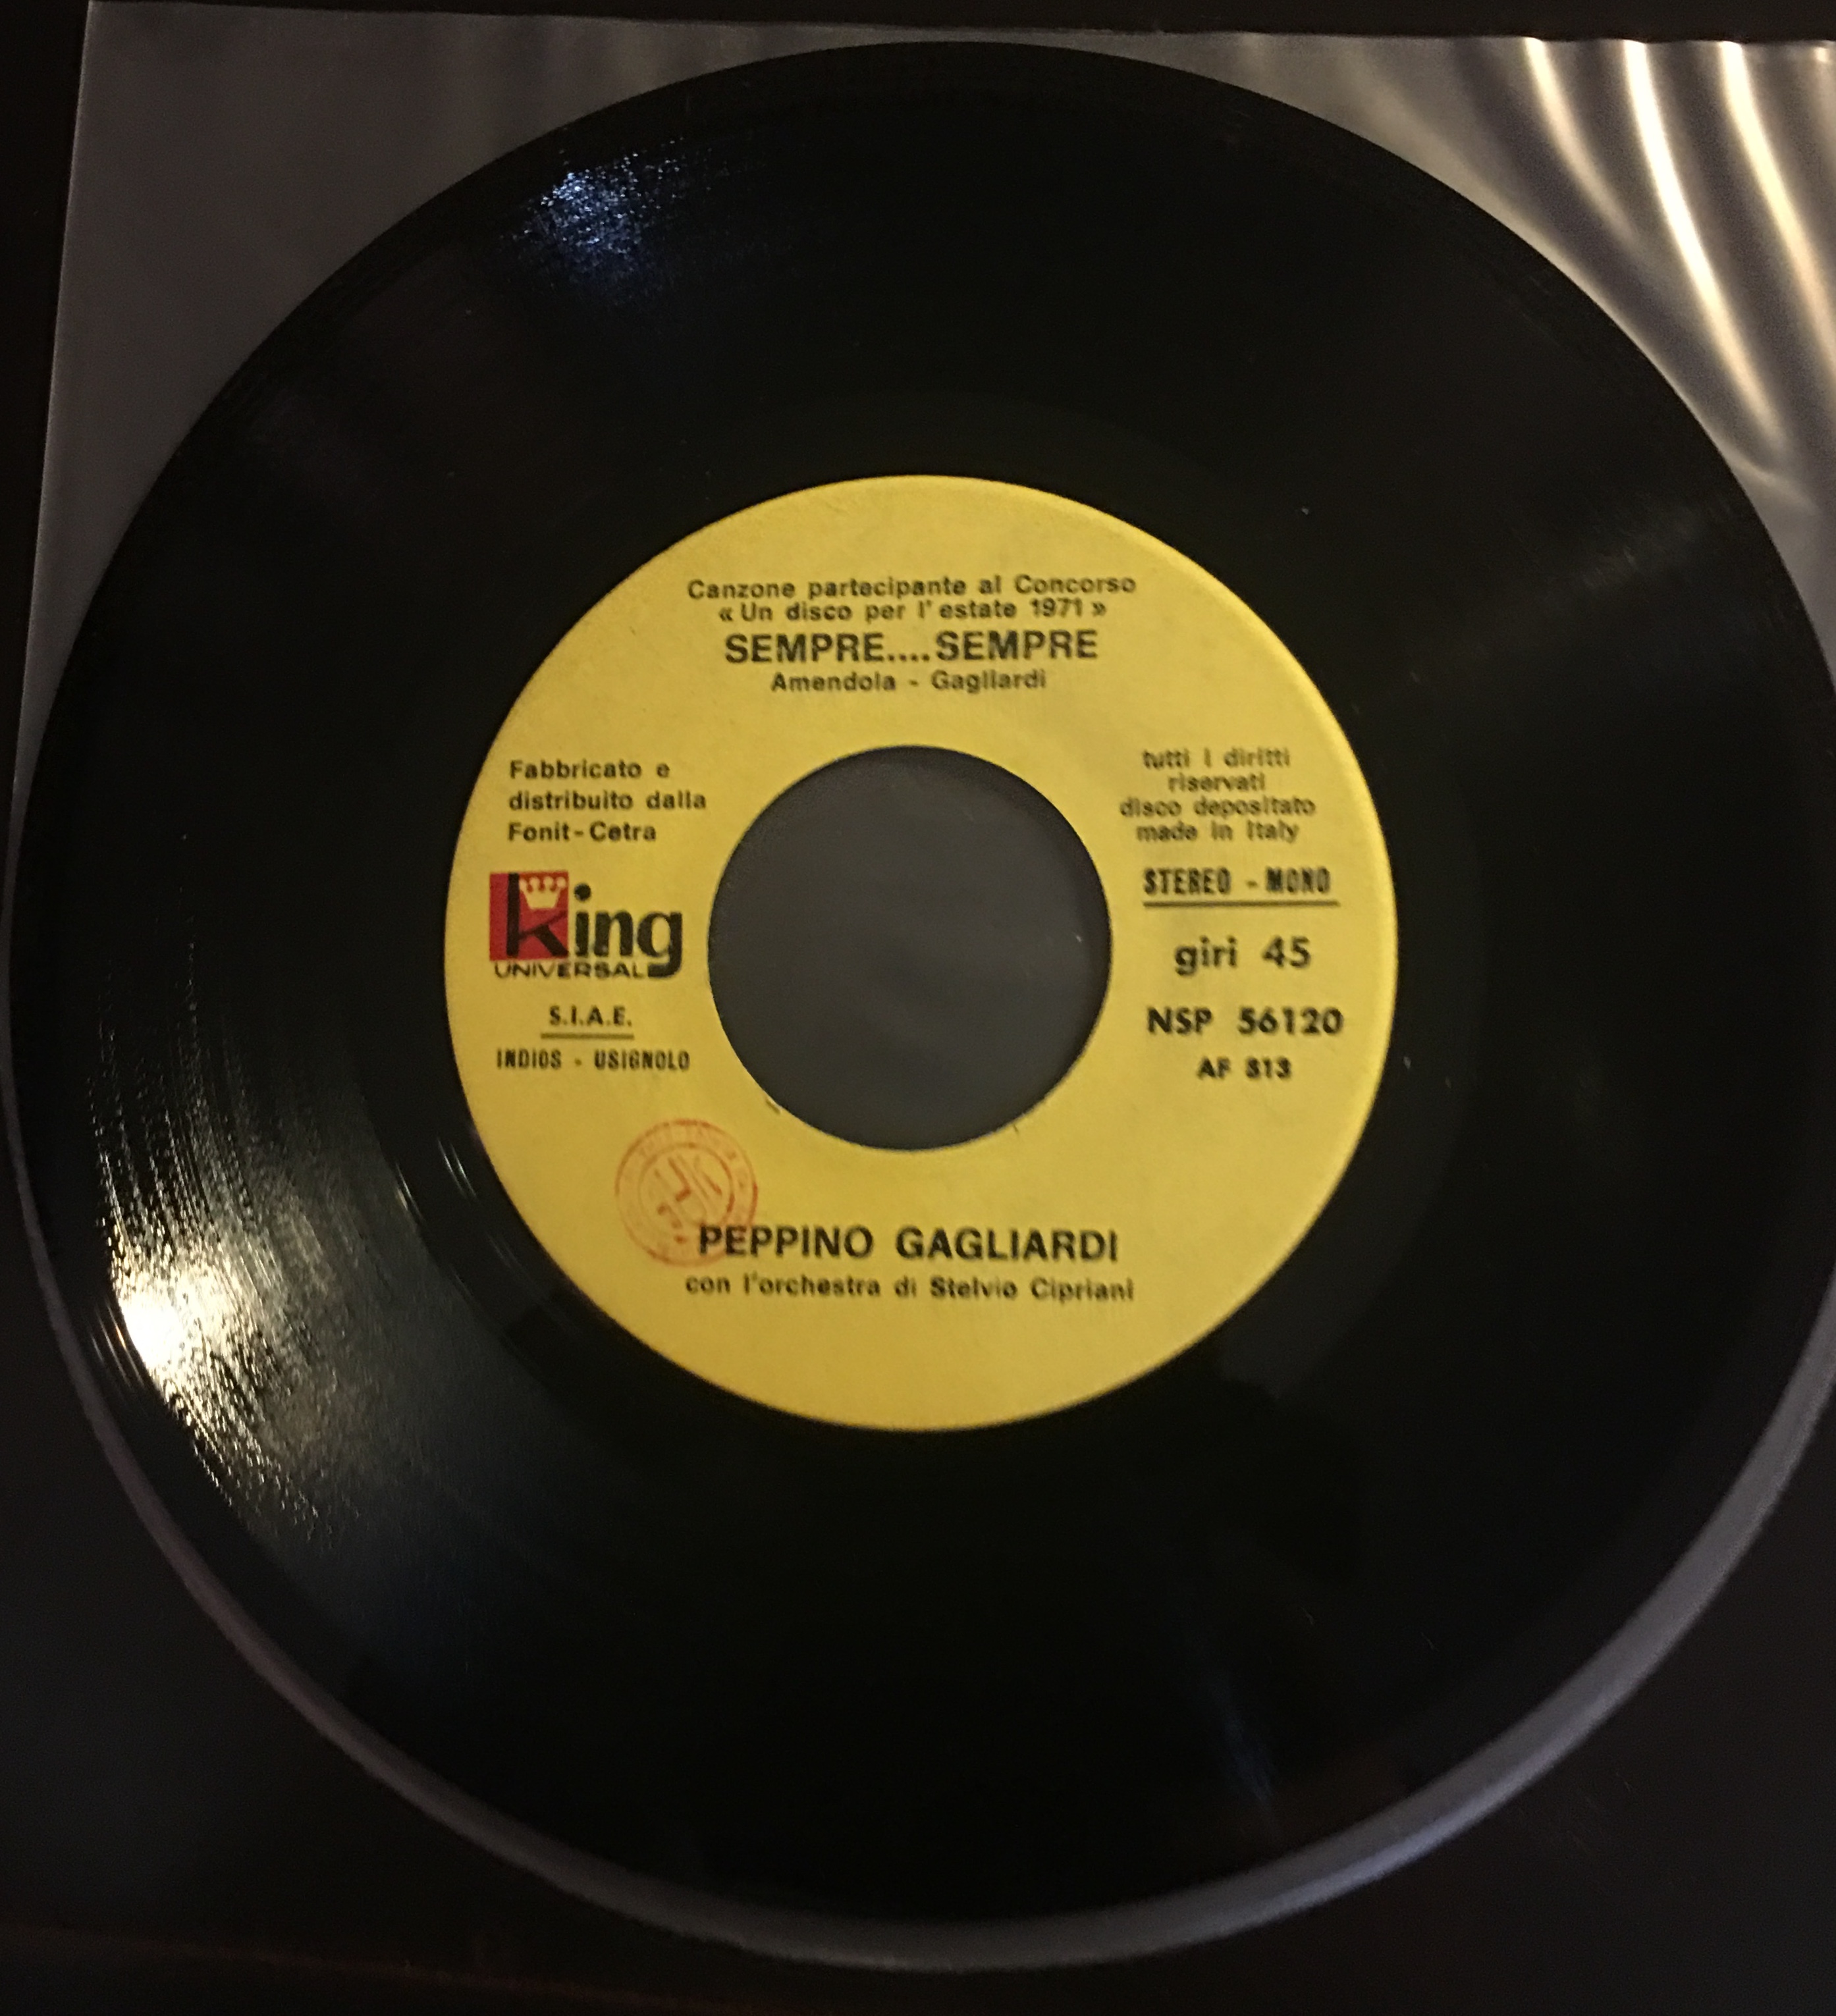 Canzone partecipante al Concorso
« Un disco per l'estate 1971 »
SEMPRE....SEMPRE
Amendola - Gagliardi
Fabbricato e
distribuito dalla
Fonit-Cetra
king
UNIVERSAL
S.I.A.E.
INDIOS - USIGNOLO
tutti i diritti
riservati
disco depositato
made in Italy
STEREO - MONO
giri 45
NSP 56120
AF 313
PEPPINO GAGLIARDI
con l'orchestra di Stelvio Cipriani